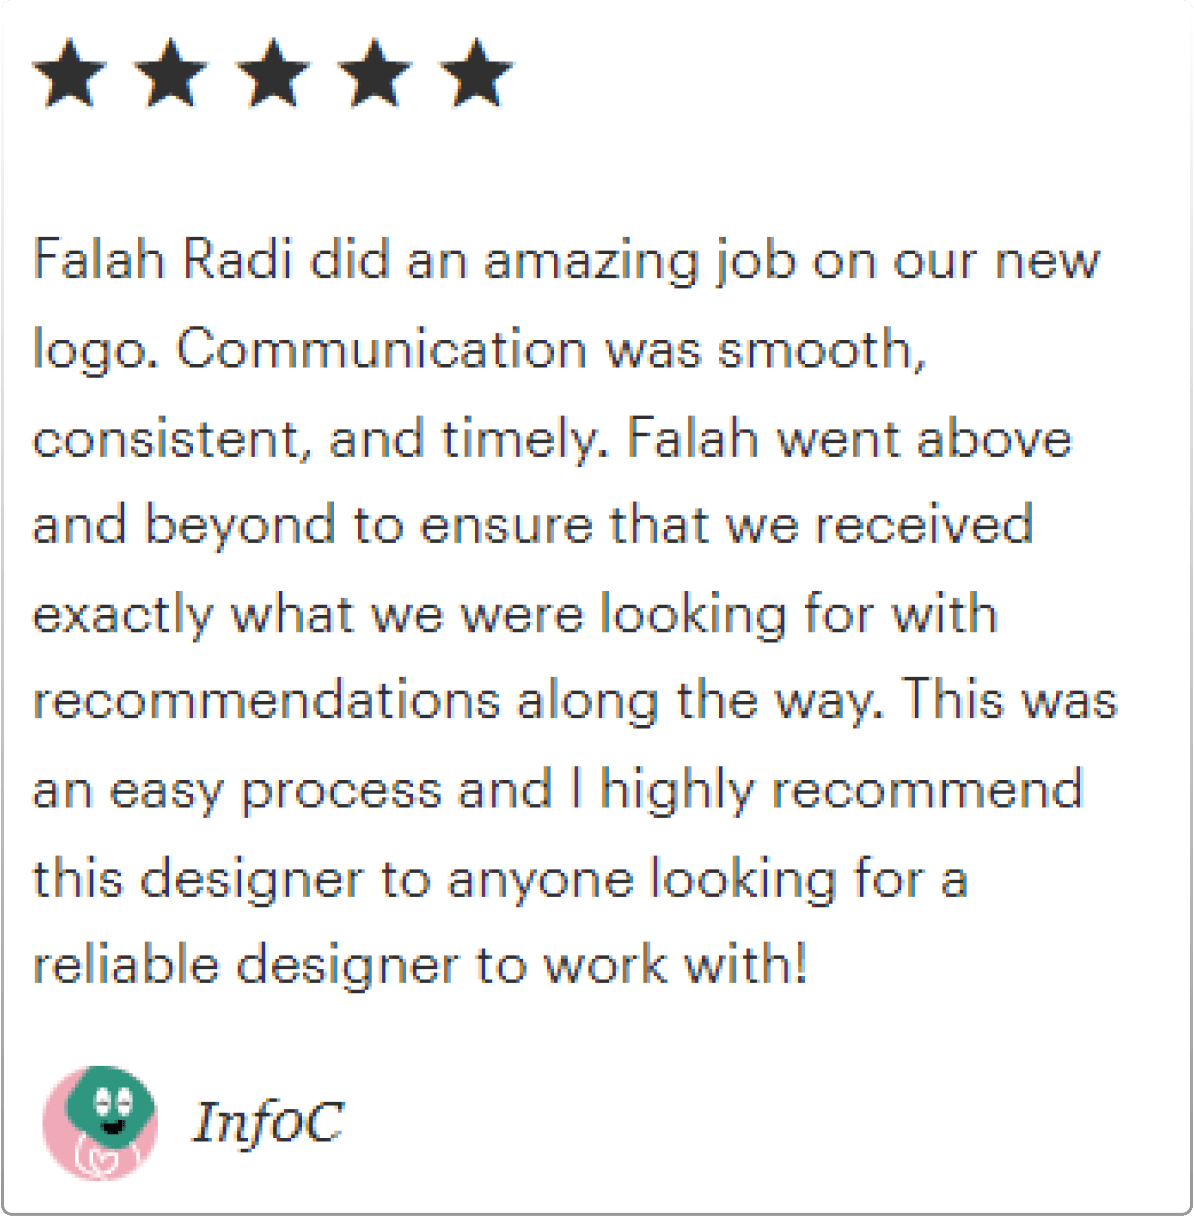 Falah Radi did an amazing job on our new
logo. Communication was smooth,
consistent, and timely. Falah went above
and beyond to ensure that we received
exactly what we were looking for with
recommendations along the way. This was
an easy process and I highly recommend
this designer to anyone looking for a
reliable designer to work with!
InfoC